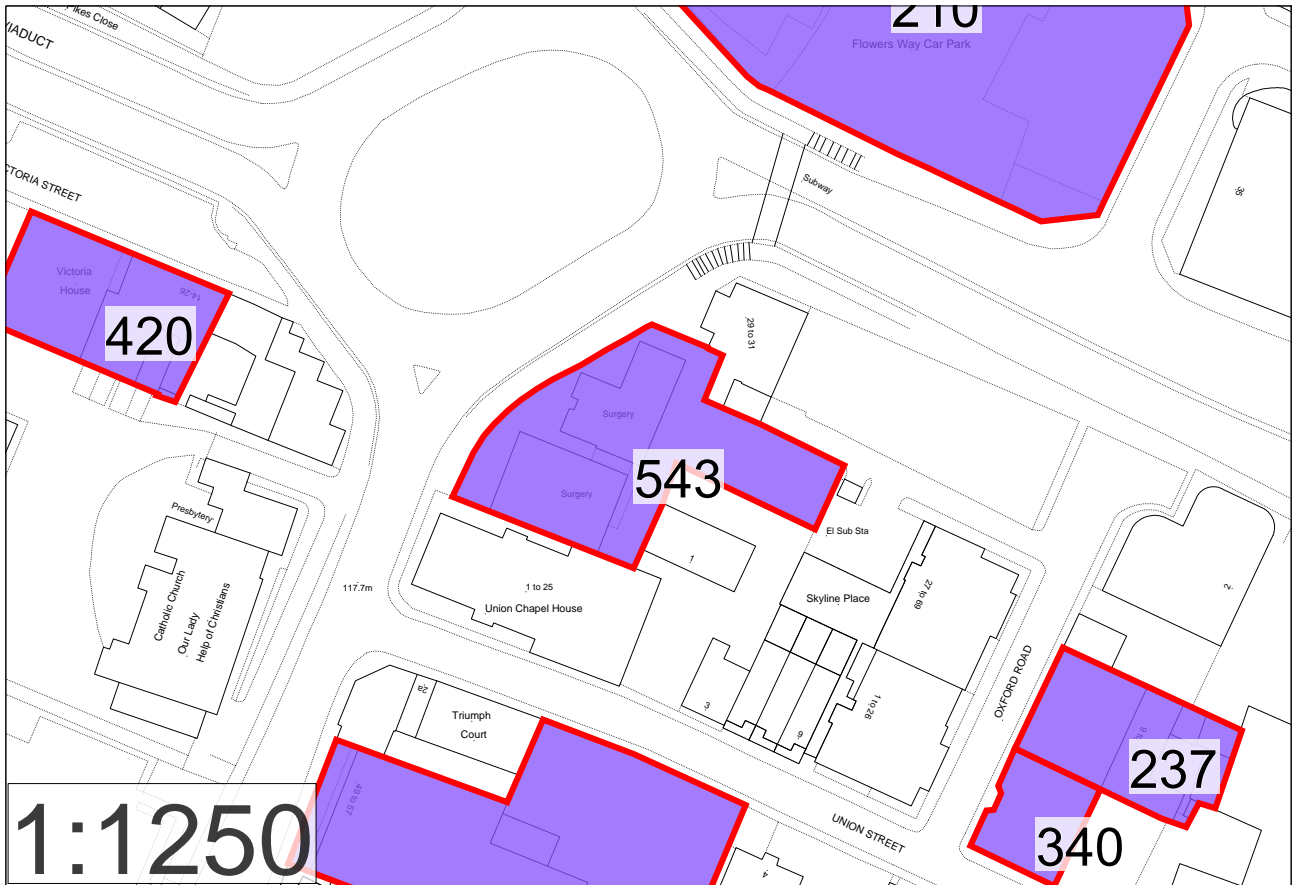 210
Flowers Way Car Park
Pikes Close
VIADUCT
Subway
36
VICTORIA STREET
Victoria
House
14-26
420
29 to 31
Surgery
543
Surgery
El Sub Sta
Presbytery
1
1 to 25
Union Chapel House
117.7m
Skyline Place
27 to 69
2
Catholic Church
Our Lady
Help of Christians
OXFORD ROAD
2a
Triumph
Court
3
1 to 26
9
237
49 to 57
1:1250
UNION STREET
340
4